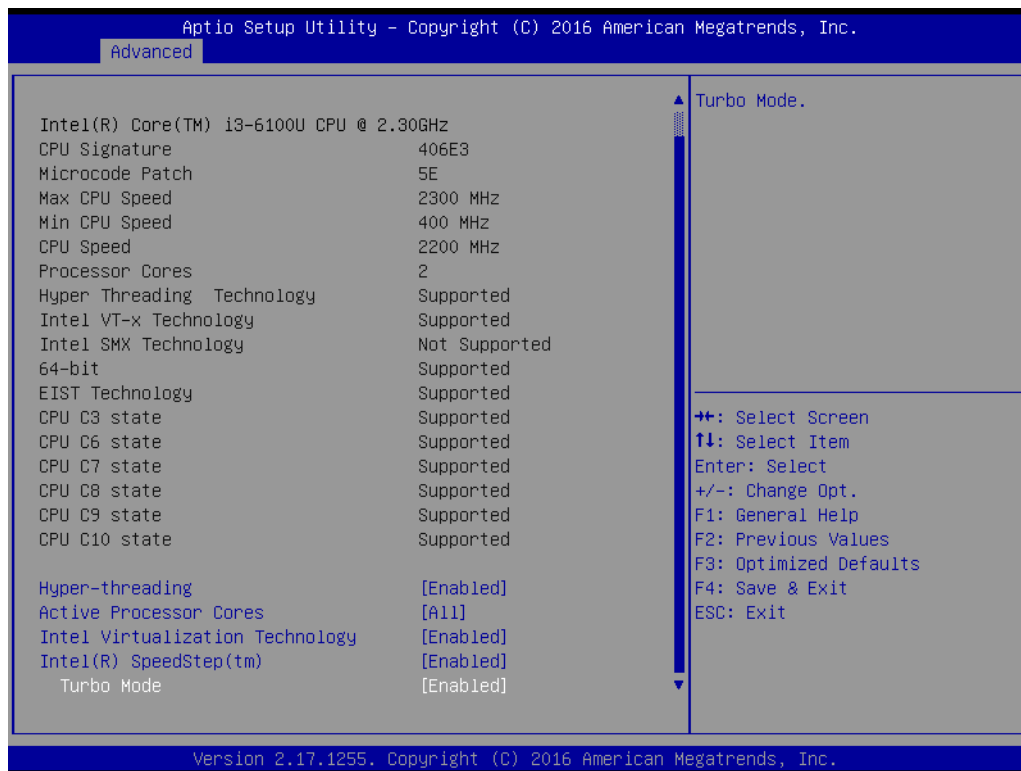 Aptio Setup Utility – Copyright (C) 2016 American Megatrends, Inc.
Advanced
Turbo Mode.
Intel(R) Core(TM) i3-6100U CPU @ 2.30GHz
CPU Signature 406E3
Microcode Patch 5E
Max CPU Speed 2300 MHz
Min CPU Speed 400 MHz
CPU Speed 2200 MHz
Processor Cores 2
Hyper Threading Technology Supported
Intel VT-x Technology Supported
Intel SMX Technology Not Supported
64-bit Supported
EIST Technology Supported
CPU C3 state Supported
CPU C6 state Supported
CPU C7 state Supported
CPU C8 state Supported
CPU C9 state Supported
CPU C10 state Supported
Hyper-threading [Enabled]
Active Processor Cores [All]
Intel Virtualization Technology [Enabled]
Intel(R) SpeedStep(tm) [Enabled]
Turbo Mode [Enabled]
→←: Select Screen
↑↓: Select Item
Enter: Select
+/-: Change Opt.
F1: General Help
F2: Previous Values
F3: Optimized Defaults
F4: Save & Exit
ESC: Exit
Version 2.17.1255. Copyright (C) 2016 American Megatrends, Inc.